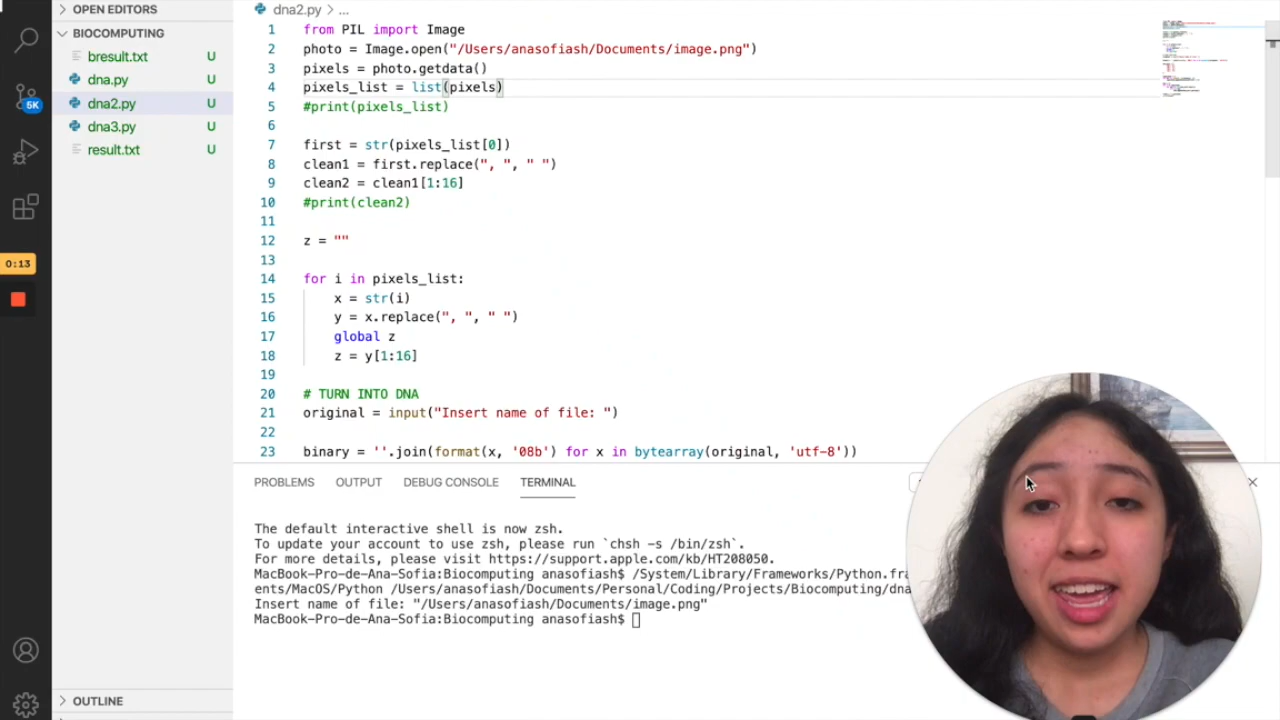 OPEN EDITORS
BIOCOMPUTING
bresult.txt U
dna.py U
dna2.py U
dna3.py U
result.txt U
5K
0:13
OUTLINE
dna2.py > ...
1 from PIL import Image
2 photo = Image.open("/Users/anasofiash/Documents/image.png")
3 pixels = photo.getdata()
4 pixels_list = list(pixels)
5 #print(pixels_list)
6
7 first = str(pixels_list[0])
8 clean1 = first.replace(", ", " ")
9 clean2 = clean1[1:16]
10 #print(clean2)
11
12 z = ""
13
14 for i in pixels_list:
15 x = str(i)
16 y = x.replace(", ", " ")
17 global z
18 z = y[1:16]
19
20 # TURN INTO DNA
21 original = input("Insert name of file: ")
22
23 binary = ''.join(format(x, '08b') for x in bytearray(original, 'utf-8'))
PROBLEMS OUTPUT DEBUG CONSOLE TERMINAL
The default interactive shell is now zsh.
To update your account to use zsh, please run `chsh -s /bin/zsh`.
For more details, please visit https://support.apple.com/kb/HT208050.
MacBook-Pro-de-Ana-Sofia:Biocomputing anasofiash$ /System/Library/Frameworks/Python.fra
ents/MacOS/Python /Users/anasofiash/Documents/Personal/Coding/Projects/Biocomputing/dna
Insert name of file: "/Users/anasofiash/Documents/image.png"
MacBook-Pro-de-Ana-Sofia:Biocomputing anasofiash$